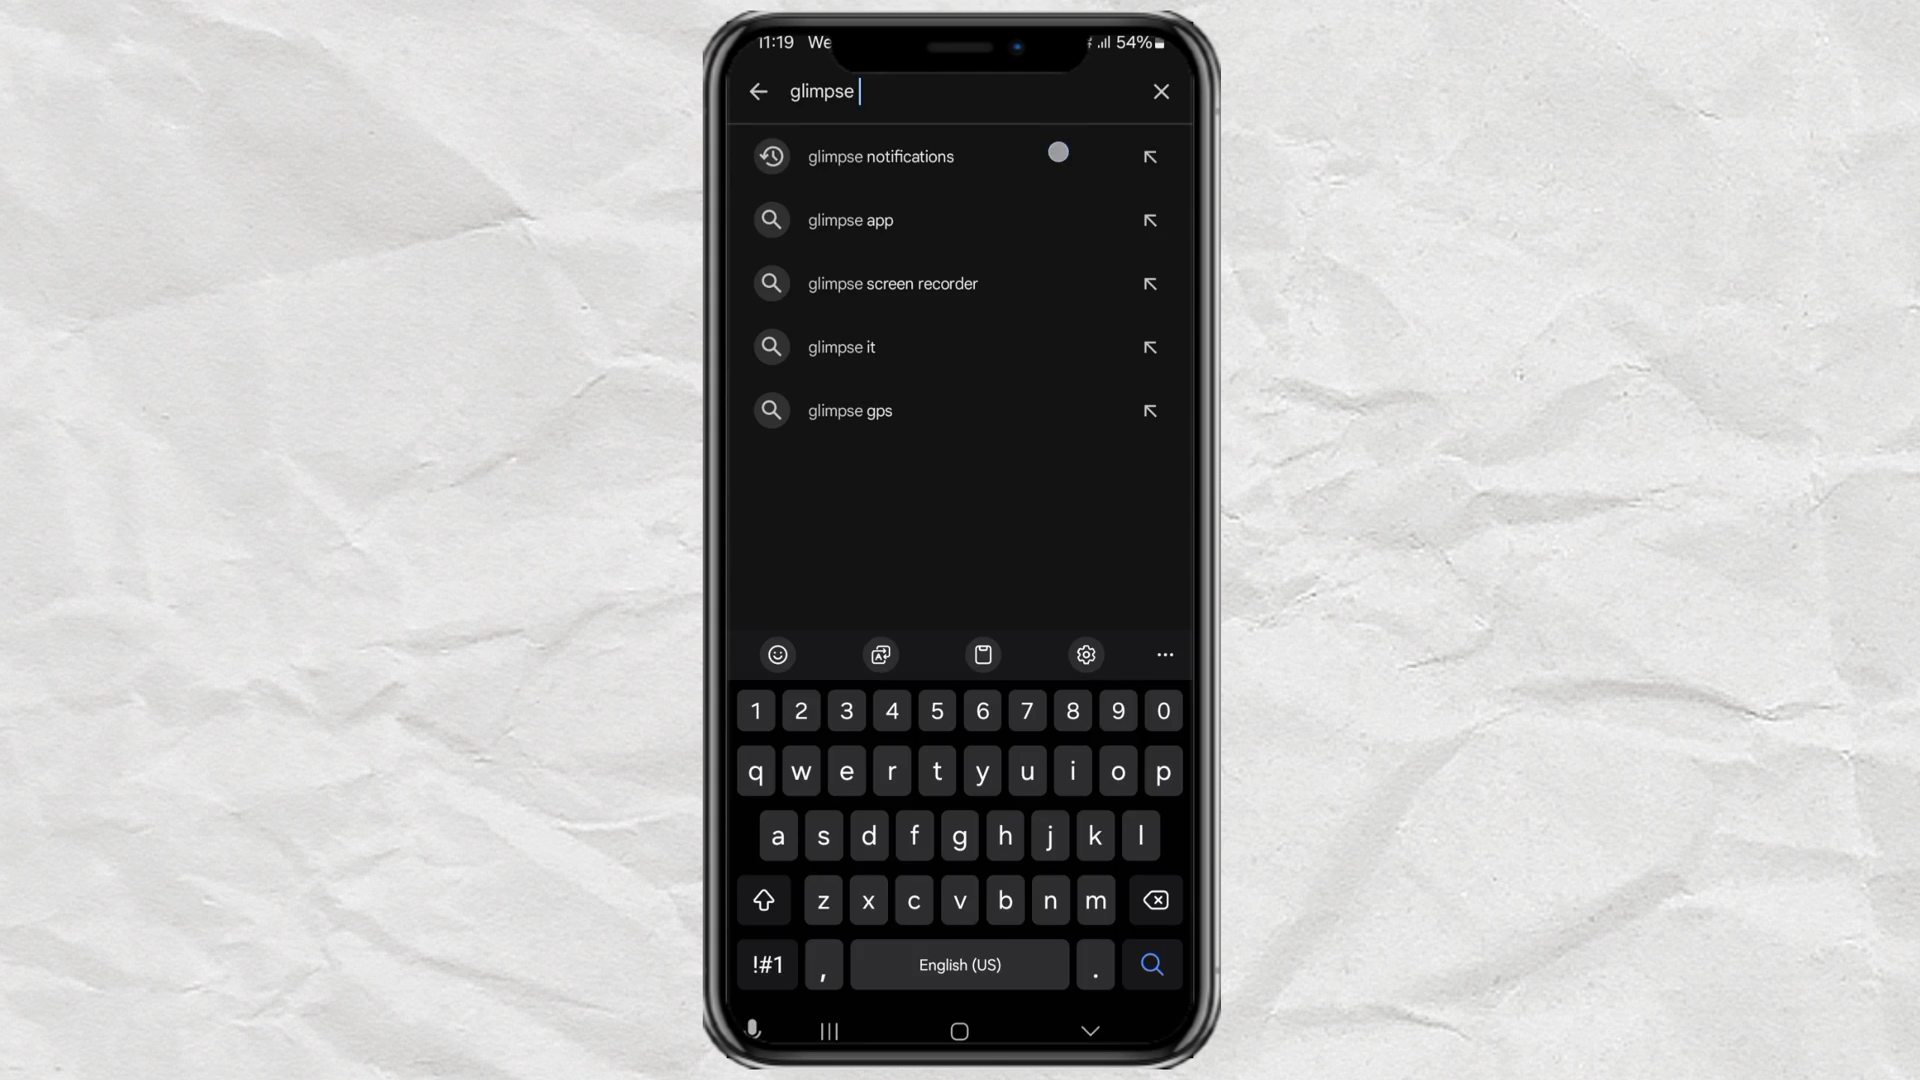 11:19 We 54%
glimpse
glimpse notifications
glimpse app
glimpse screen recorder
glimpse it
glimpse gps
1 2 3 4 5 6 7 8 9 0
q w e r t y u i o p
a s d f g h j k l
z x c v b n m
!#1 , English (US) .